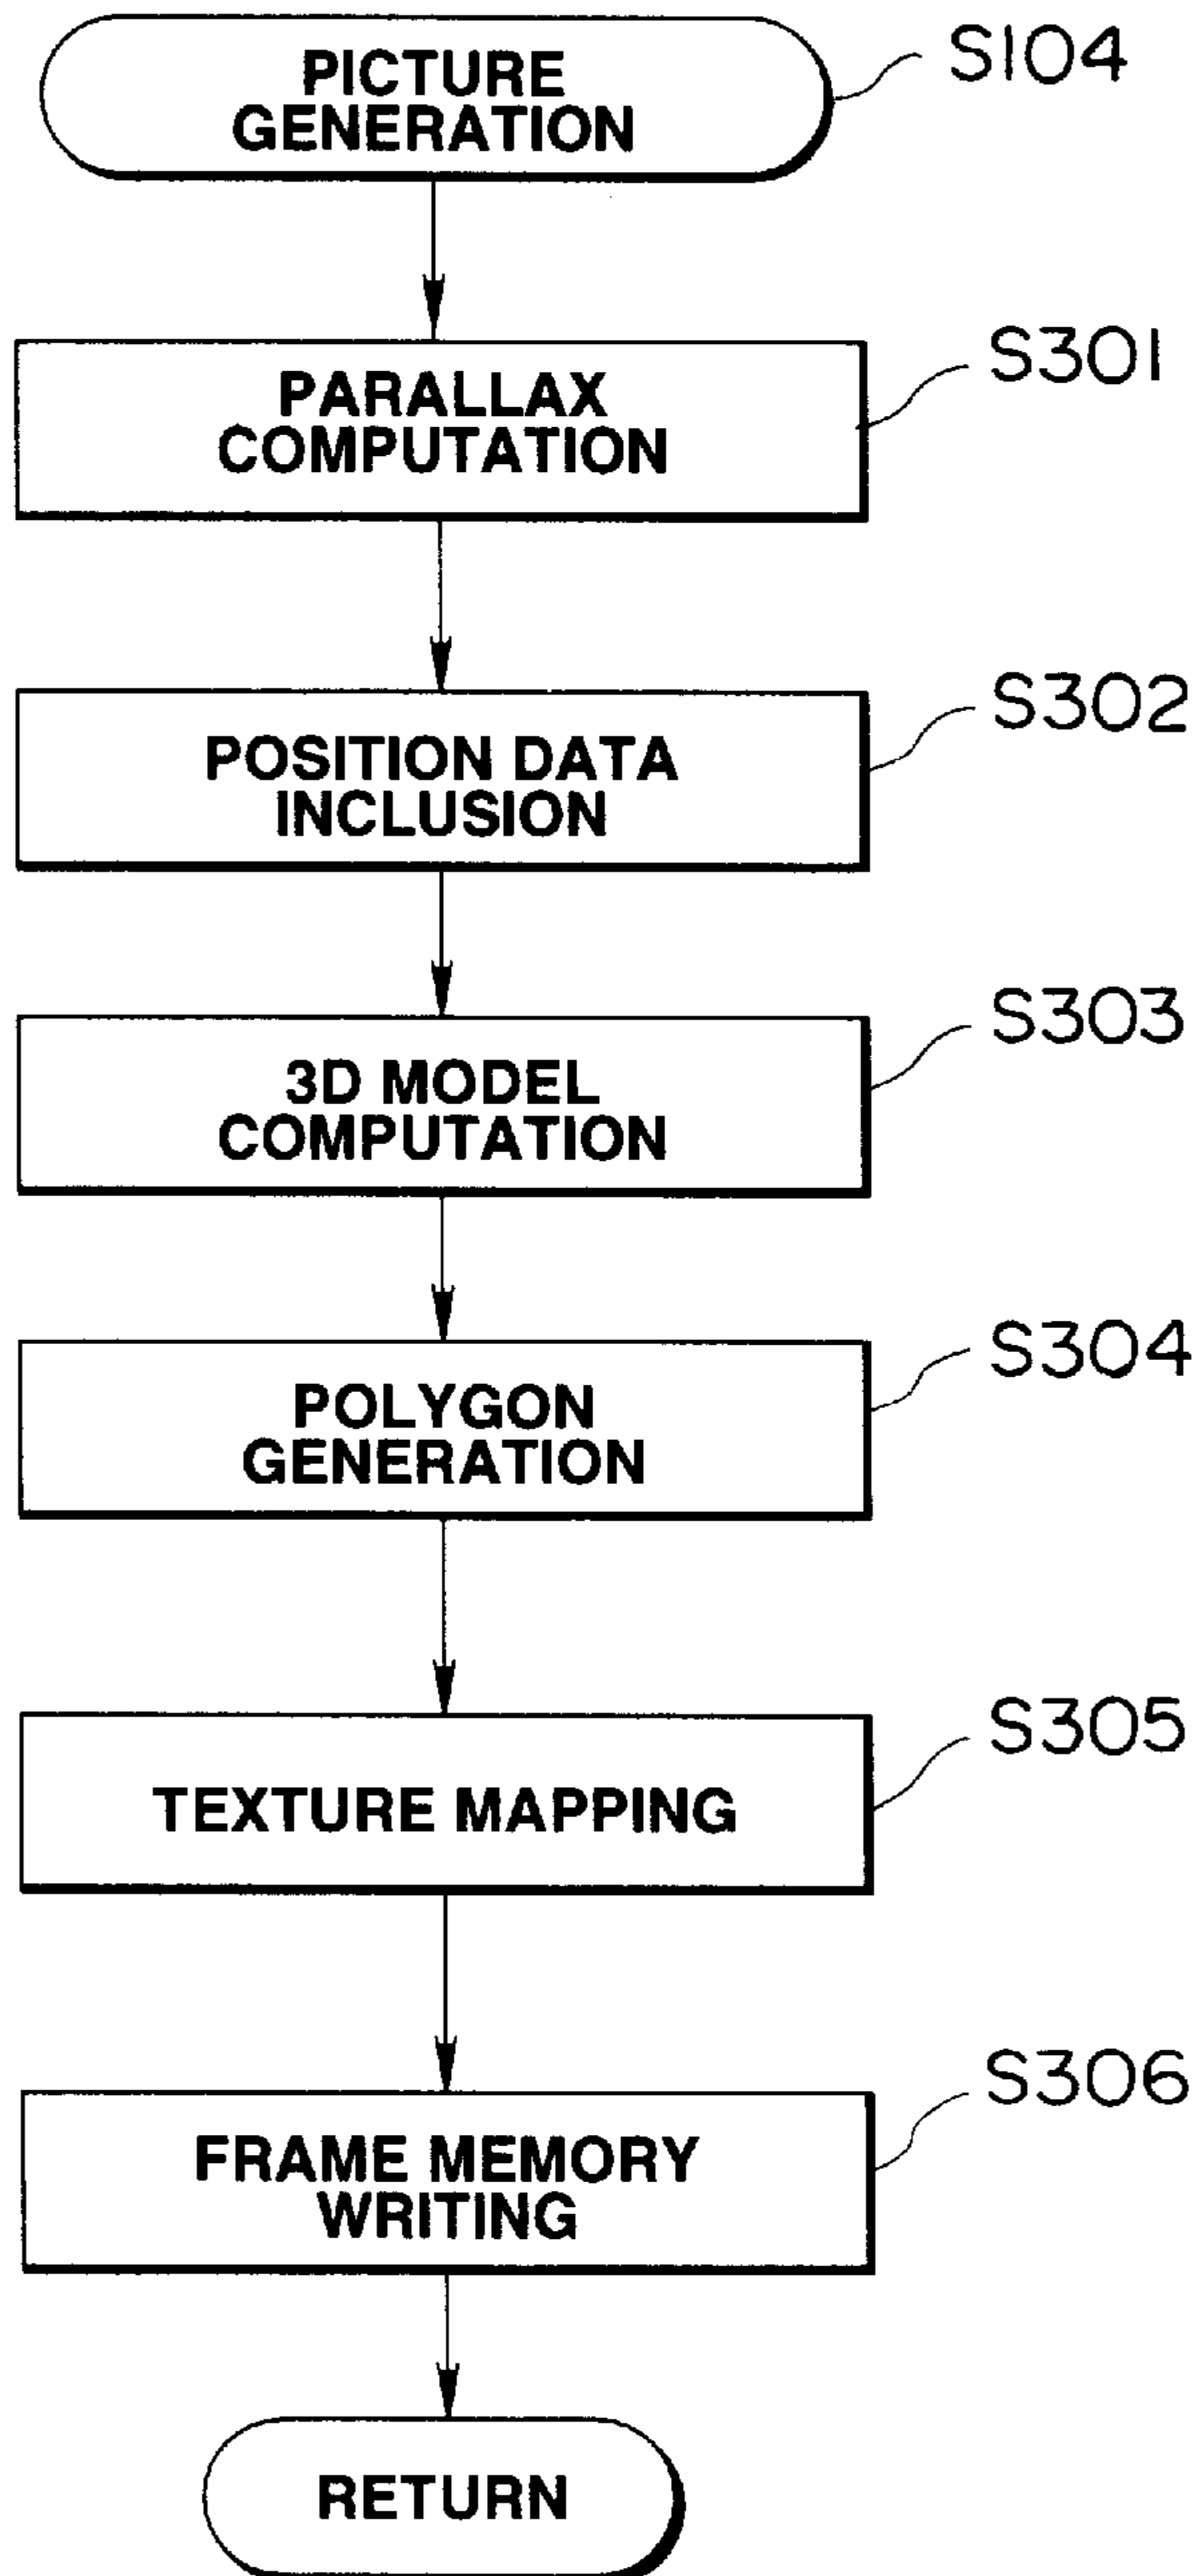 PICTURE
GENERATION
S104
PARALLAX
COMPUTATION
S301
POSITION DATA
INCLUSION
S302
3D MODEL
COMPUTATION
S303
POLYGON
GENERATION
S304
TEXTURE MAPPING
S305
FRAME MEMORY
WRITING
S306
RETURN